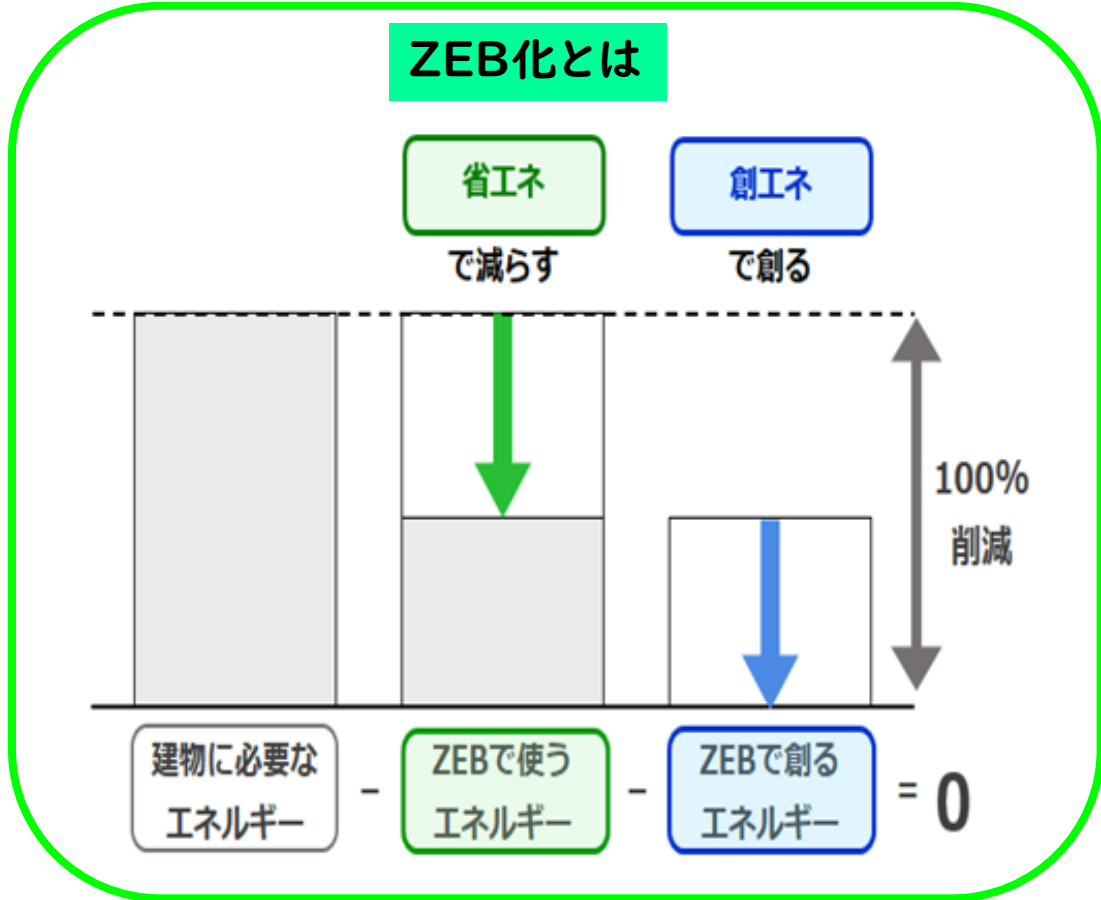 ZEB化とは
省エネ
で減らす
創エネ
で創る
100%
削減
建物に必要な
エネルギー
−
ZEBで使う
エネルギー
−
ZEBで創る
エネルギー
= 0